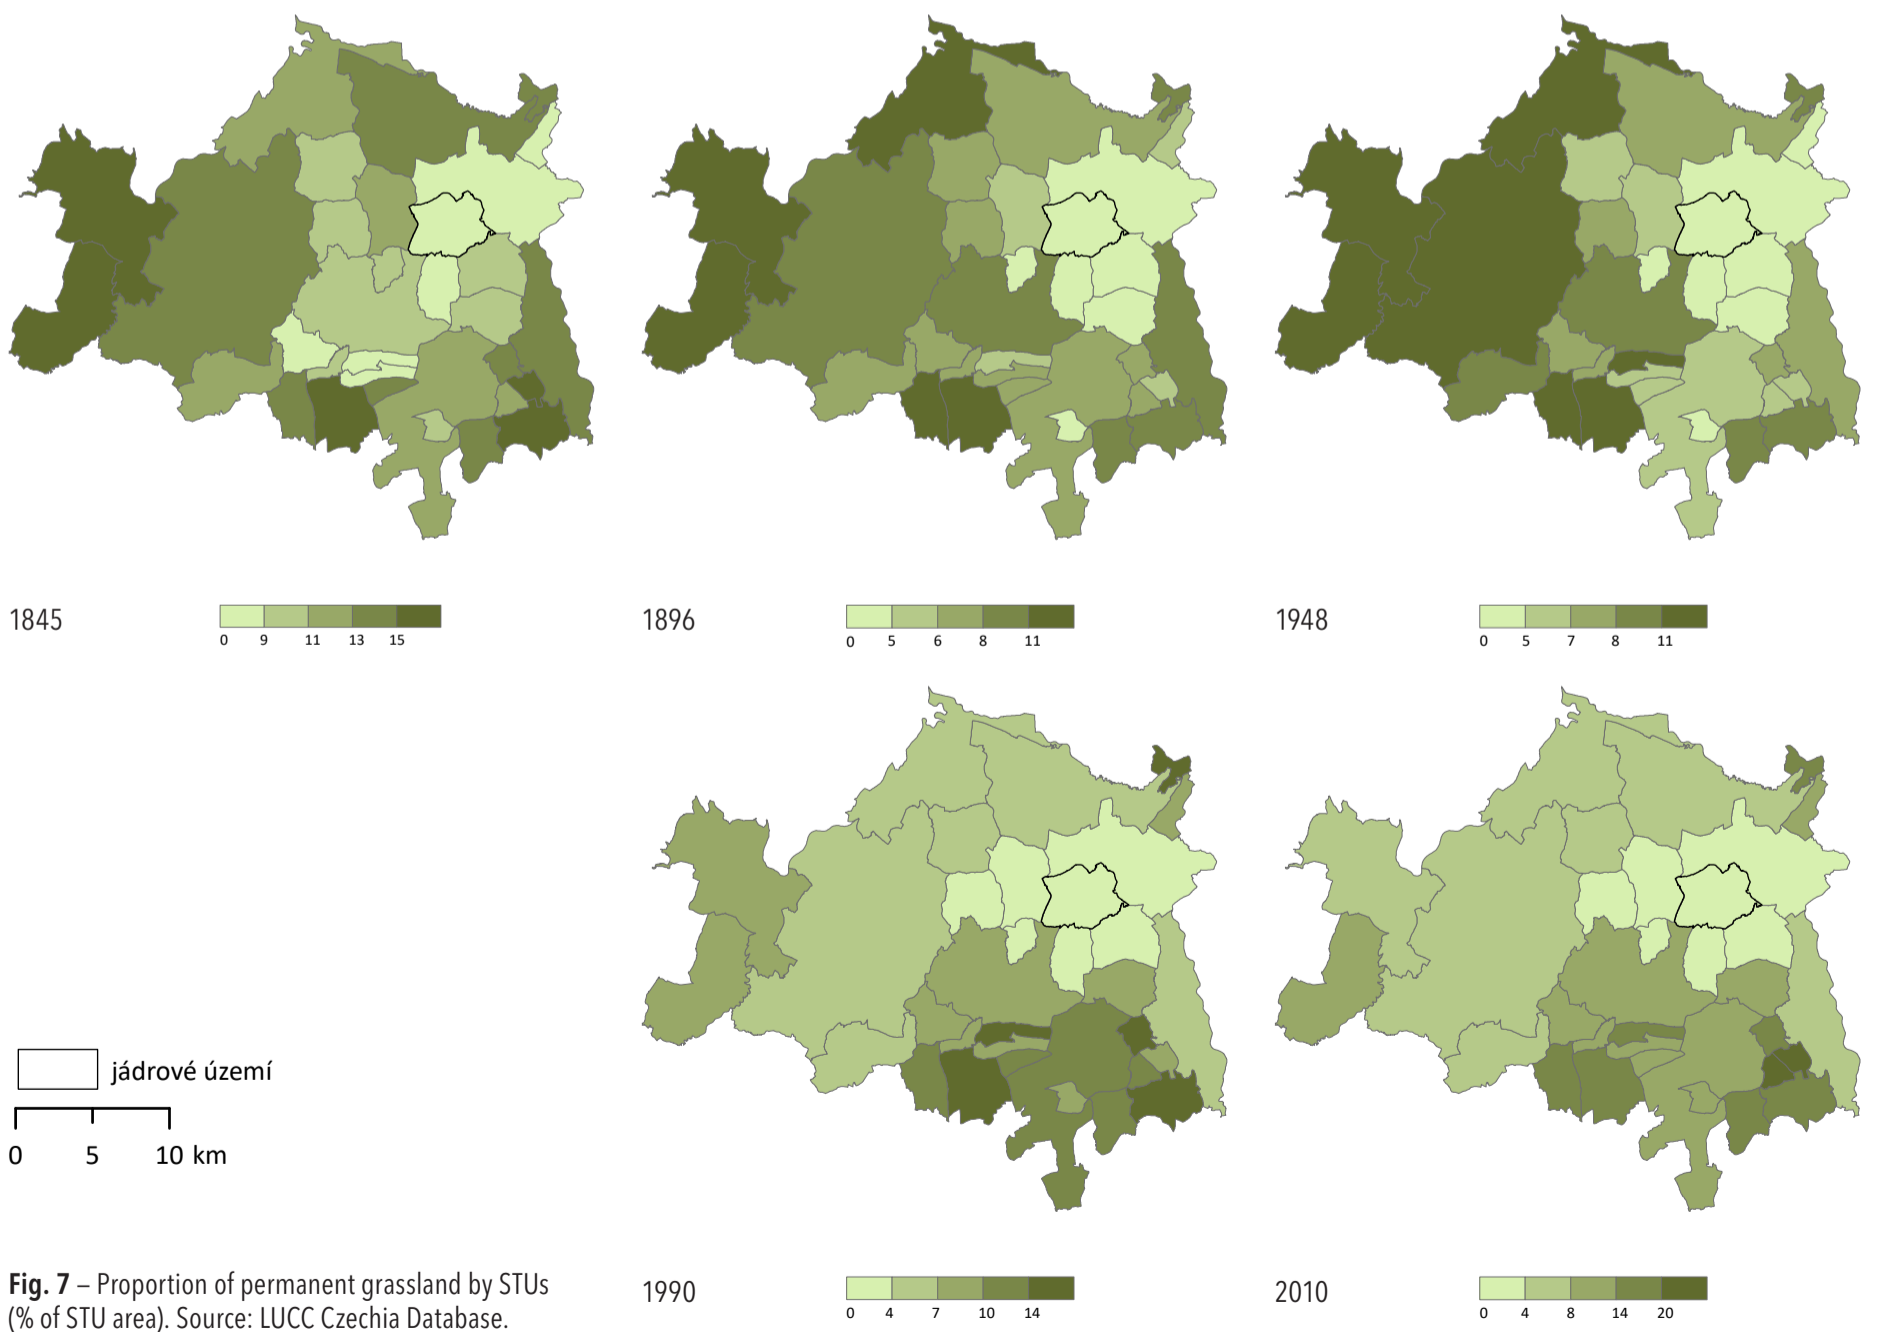 1845
0 9 11 13 15
1896
0 5 6 8 11
1948
0 5 7 8 11
jádrové území
0 5 10 km
Fig. 7 – Proportion of permanent grassland by STUs
(% of STU area). Source: LUCC Czechia Database.
1990
0 4 7 10 14
2010
0 4 8 14 20